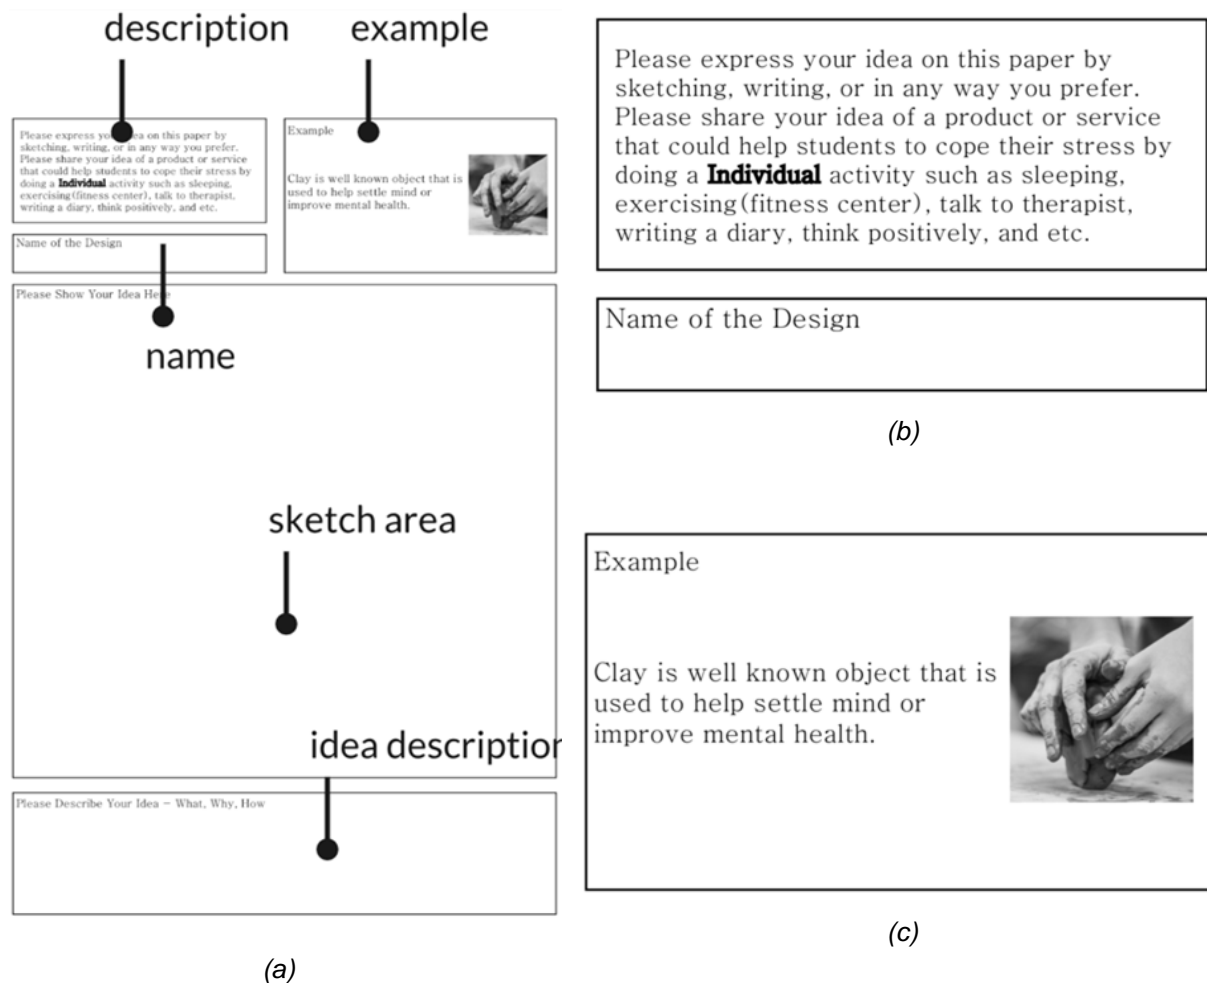 description
example
Please express your idea on this paper by
sketching, writing, or in any way you prefer.
Please share your idea of a product or service
that could help students to cope their stress by
doing a Individual activity such as sleeping,
exercising(fitness center), talk to therapist,
writing a diary, think positively, and etc.
Example
Clay is well known object that is
used to help settle mind or
improve mental health.
Name of the Design
Please Show Your Idea Here
name
sketch area
idea description
Please Describe Your Idea - What, Why, How
(a)
Please express your idea on this paper by
sketching, writing, or in any way you prefer.
Please share your idea of a product or service
that could help students to cope their stress by
doing a Individual activity such as sleeping,
exercising(fitness center), talk to therapist,
writing a diary, think positively, and etc.
Name of the Design
(b)
Example
Clay is well known object that is
used to help settle mind or
improve mental health.
(c)